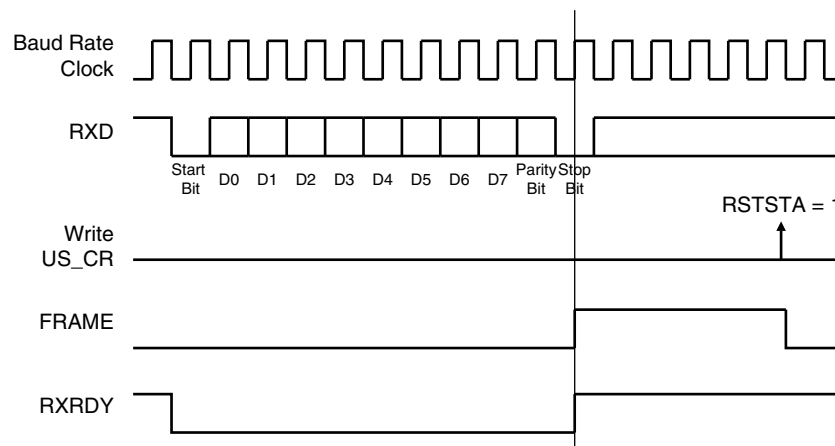 Baud Rate
Clock
RXD
Start
Bit
D0 D1 D2 D3 D4 D5 D6 D7
Parity
Bit
Stop
Bit
RSTSTA = 1
Write
US_CR
FRAME
RXRDY